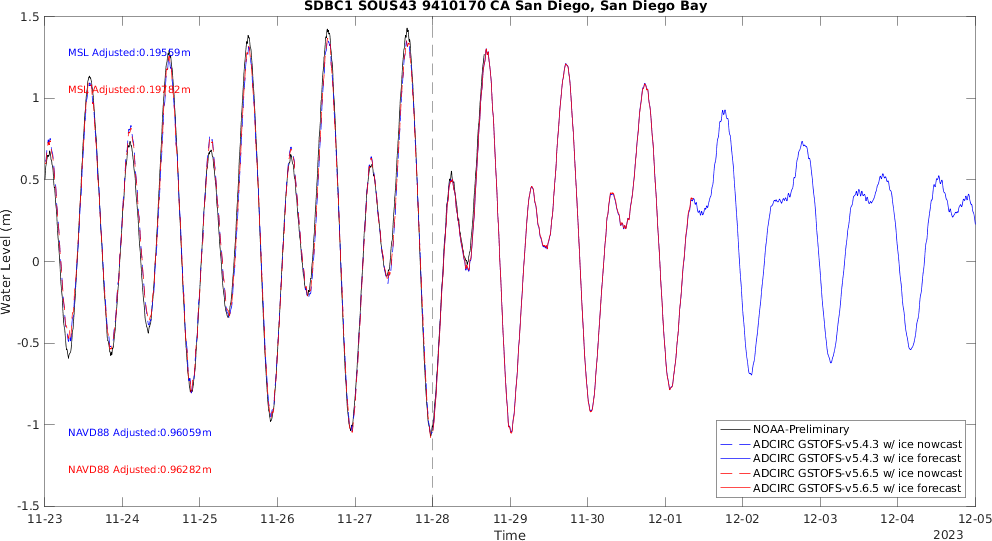 SDBC1 SOUS43 9410170 CA San Diego, San Diego Bay
1.5
1
0.5
0
-0.5
-1
-1.5
Water Level (m)
MSL Adjusted:0.19559m
MSL Adjusted:0.19782m
NAVD88 Adjusted:0.96059m
NAVD88 Adjusted:0.96282m
NOAA-Preliminary
ADCIRC GSTOFS-v5.4.3 w/ ice nowcast
ADCIRC GSTOFS-v5.4.3 w/ ice forecast
ADCIRC GSTOFS-v5.6.5 w/ ice nowcast
ADCIRC GSTOFS-v5.6.5 w/ ice forecast
11-23 11-24 11-25 11-26 11-27 11-28 11-29 11-30 12-01 12-02 12-03 12-04 12-05
Time
2023